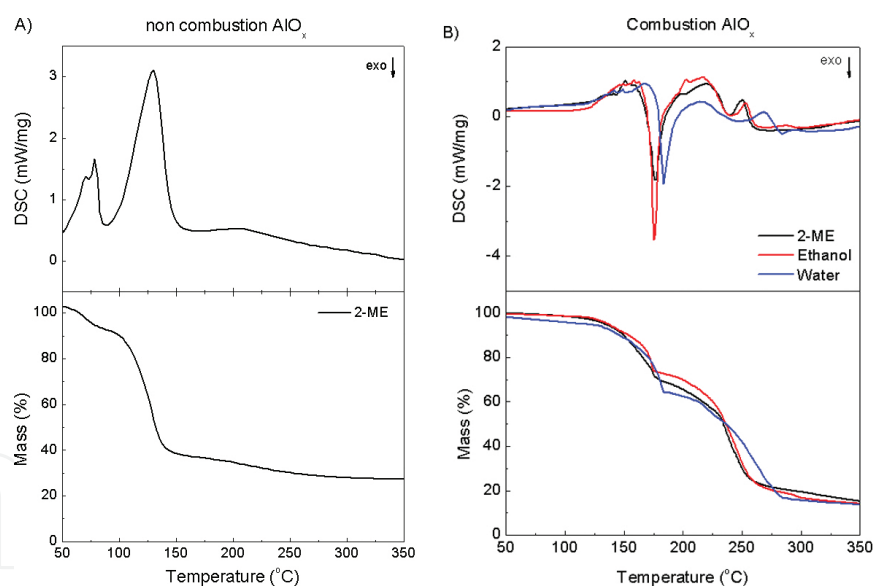 A)
non combustion AlOx
exo
3
2
1
0
DSC (mW/mg)
100
80
60
40
20
0
Mass (%)
2-ME
50 100 150 200 250 300 350
Temperature (°C)
B)
Combustion AlOx
exo
2
0
-2
-4
DSC (mW/mg)
2-ME
Ethanol
Water
100
80
60
40
20
0
Mass (%)
50 100 150 200 250 300 350
Temperature (°C)